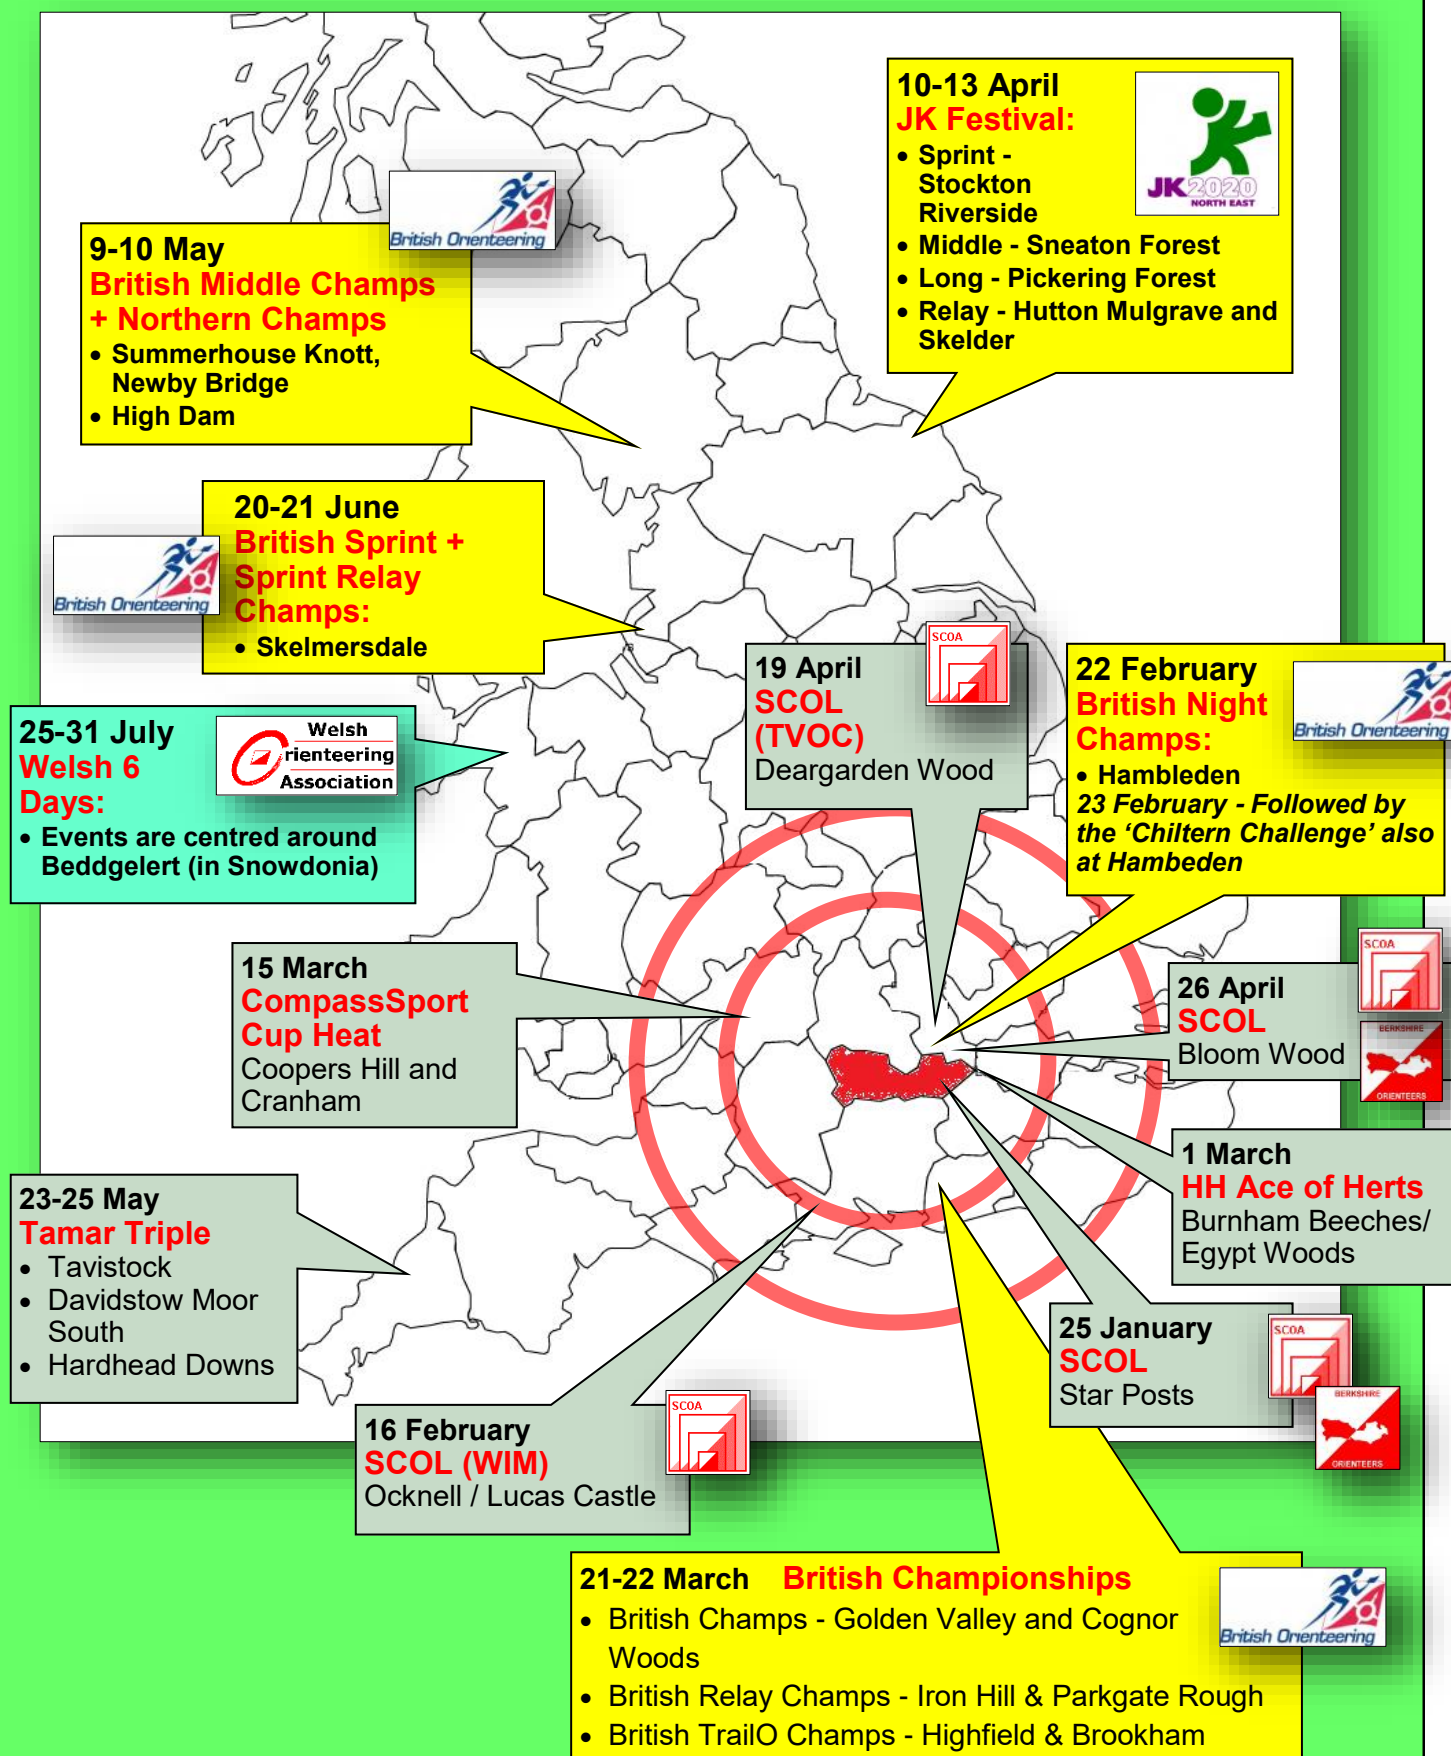 10-13 April
JK Festival:
• Sprint -
Stockton
Riverside
• Middle - Sneaton Forest
• Long - Pickering Forest
• Relay - Hutton Mulgrave and
Skelder
JK2020
NORTH EAST
British Orienteering
9-10 May
British Middle Champs
+ Northern Champs
• Summerhouse Knott,
Newby Bridge
• High Dam
20-21 June
British Sprint +
Sprint Relay
Champs:
• Skelmersdale
British Orienteering
19 April
SCOL
(TVOC)
Deargarden Wood
SCOA
22 February
British Night
Champs:
• Hambleden
23 February - Followed by
the ‘Chiltern Challenge’ also
at Hambeden
British Orienteering
25-31 July
Welsh 6
Days:
• Events are centred around
Beddgelert (in Snowdonia)
Welsh
rienteering
Association
15 March
CompassSport
Cup Heat
Coopers Hill and
Cranham
26 April
SCOL
Bloom Wood
SCOA
BERKSHIRE
ORIENTEERS
1 March
HH Ace of Herts
Burnham Beeches/
Egypt Woods
23-25 May
Tamar Triple
• Tavistock
• Davidstow Moor
South
• Hardhead Downs
25 January
SCOL
Star Posts
SCOA
BERKSHIRE
ORIENTEERS
16 February
SCOL (WIM)
Ocknell / Lucas Castle
SCOA
21-22 March British Championships
• British Champs - Golden Valley and Cognor
Woods
• British Relay Champs - Iron Hill & Parkgate Rough
• British TrailO Champs - Highfield & Brookham
British Orienteering